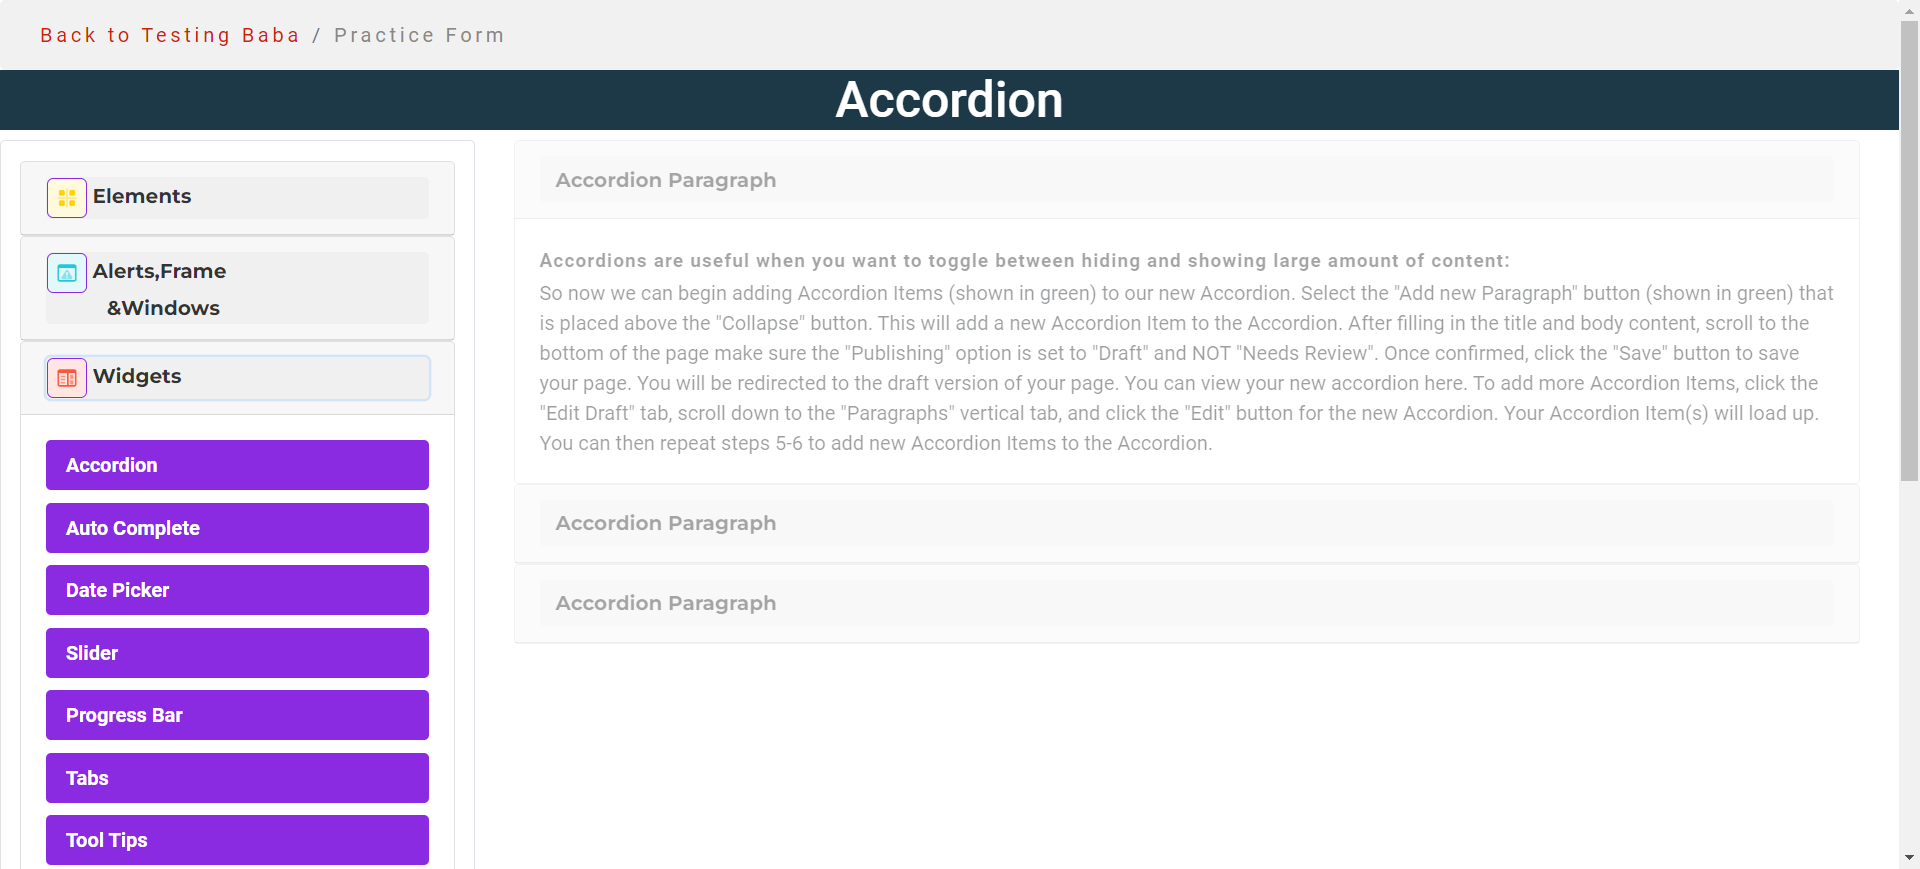 Back to Testing Baba / Practice Form
Accordion
Elements
Alerts,Frame
&Windows
Widgets
Accordion
Auto Complete
Date Picker
Slider
Progress Bar
Tabs
Tool Tips
Accordion Paragraph
Accordions are useful when you want to toggle between hiding and showing large amount of content:
So now we can begin adding Accordion Items (shown in green) to our new Accordion. Select the "Add new Paragraph" button (shown in green) that
is placed above the "Collapse" button. This will add a new Accordion Item to the Accordion. After filling in the title and body content, scroll to the
bottom of the page make sure the "Publishing" option is set to "Draft" and NOT "Needs Review". Once confirmed, click the "Save" button to save
your page. You will be redirected to the draft version of your page. You can view your new accordion here. To add more Accordion Items, click the
"Edit Draft" tab, scroll down to the "Paragraphs" vertical tab, and click the "Edit" button for the new Accordion. Your Accordion Item(s) will load up.
You can then repeat steps 5-6 to add new Accordion Items to the Accordion.
Accordion Paragraph
Accordion Paragraph